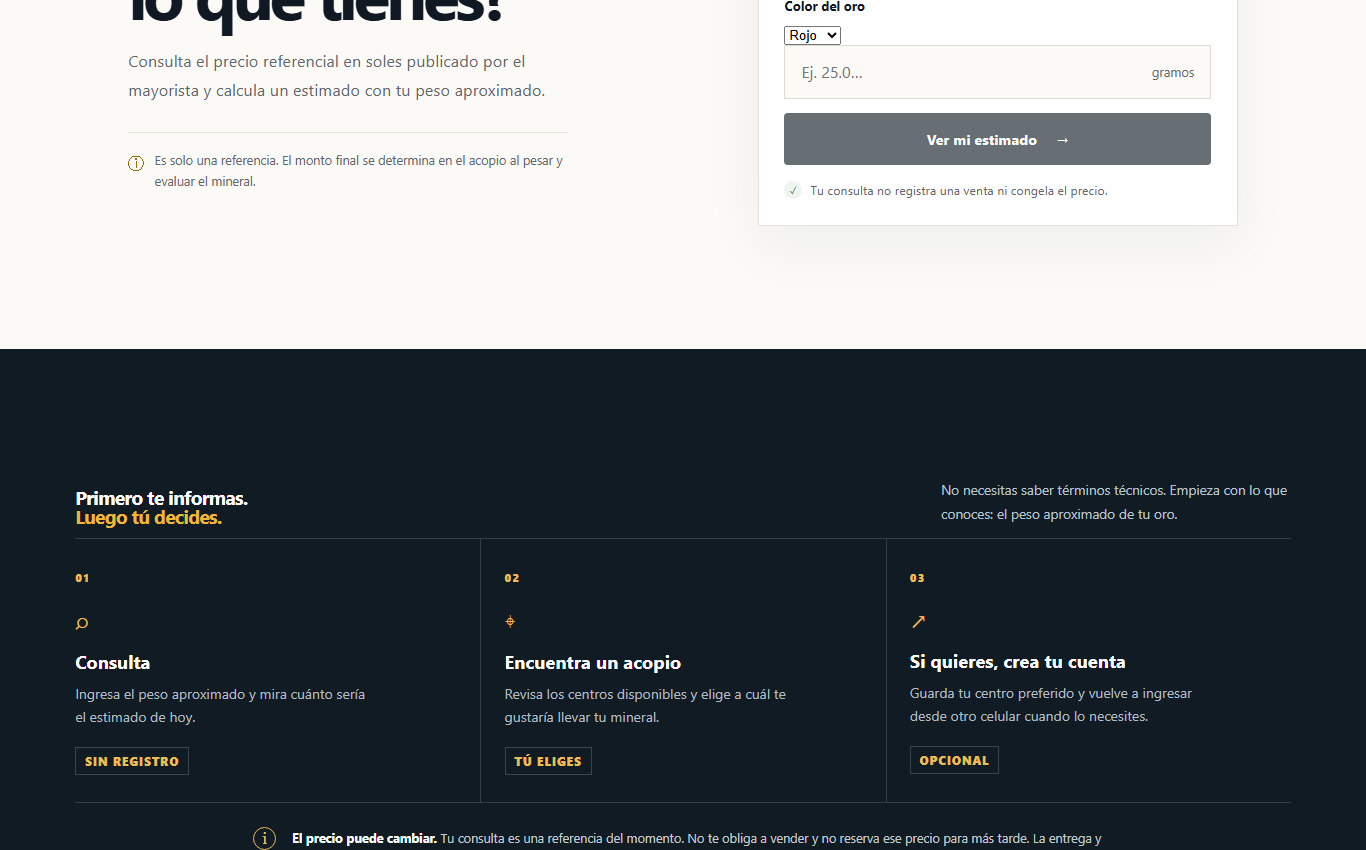 lo que tienes?
Consulta el precio referencial en soles publicado por el
mayorista y calcula un estimado con tu peso aproximado.
Es solo una referencia. El monto final se determina en el acopio al pesar y
evaluar el mineral.
Color del oro
Rojo
Ej. 25.0... gramos
Ver mi estimado →
✓ Tu consulta no registra una venta ni congela el precio.
Primero te informas.
Luego tú decides.
No necesitas saber términos técnicos. Empieza con lo que
conoces: el peso aproximado de tu oro.
01
Consulta
Ingresa el peso aproximado y mira cuánto sería
el estimado de hoy.
SIN REGISTRO
02
Encuentra un acopio
Revisa los centros disponibles y elige a cuál te
gustaría llevar tu mineral.
TÚ ELIGES
03
Si quieres, crea tu cuenta
Guarda tu centro preferido y vuelve a ingresar
desde otro celular cuando lo necesites.
OPCIONAL
El precio puede cambiar. Tu consulta es una referencia del momento. No te obliga a vender y no reserva ese precio para más tarde. La entrega y